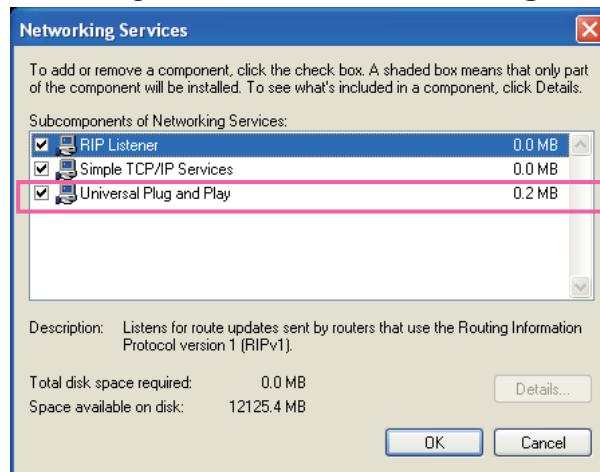 Networking Services
To add or remove a component, click the check box. A shaded box means that only part
of the component will be installed. To see what's included in a component, click Details.
Subcomponents of Networking Services:
RIP Listener 0.0 MB
Simple TCP/IP Services 0.0 MB
Universal Plug and Play 0.2 MB
Description: Listens for route updates sent by routers that use the Routing Information
Protocol version 1 (RIPv1).
Total disk space required: 0.0 MB
Details...
Space available on disk: 12125.4 MB
OK Cancel